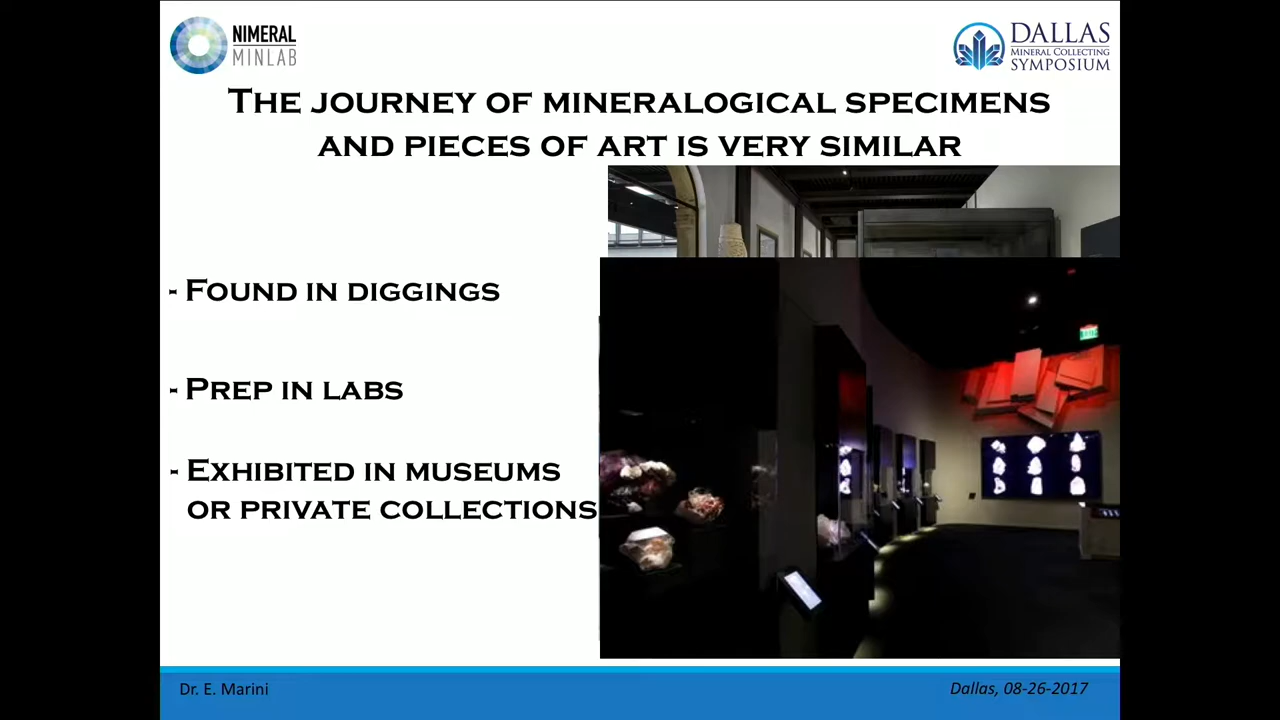 NIMERAL
MINLAB
DALLAS
MINERAL COLLECTING
SYMPOSIUM
THE JOURNEY OF MINERALOGICAL SPECIMENS
AND PIECES OF ART IS VERY SIMILAR
- FOUND IN DIGGINGS
- PREP IN LABS
- EXHIBITED IN MUSEUMS
OR PRIVATE COLLECTIONS
Dr. E. Marini
Dallas, 08-26-2017